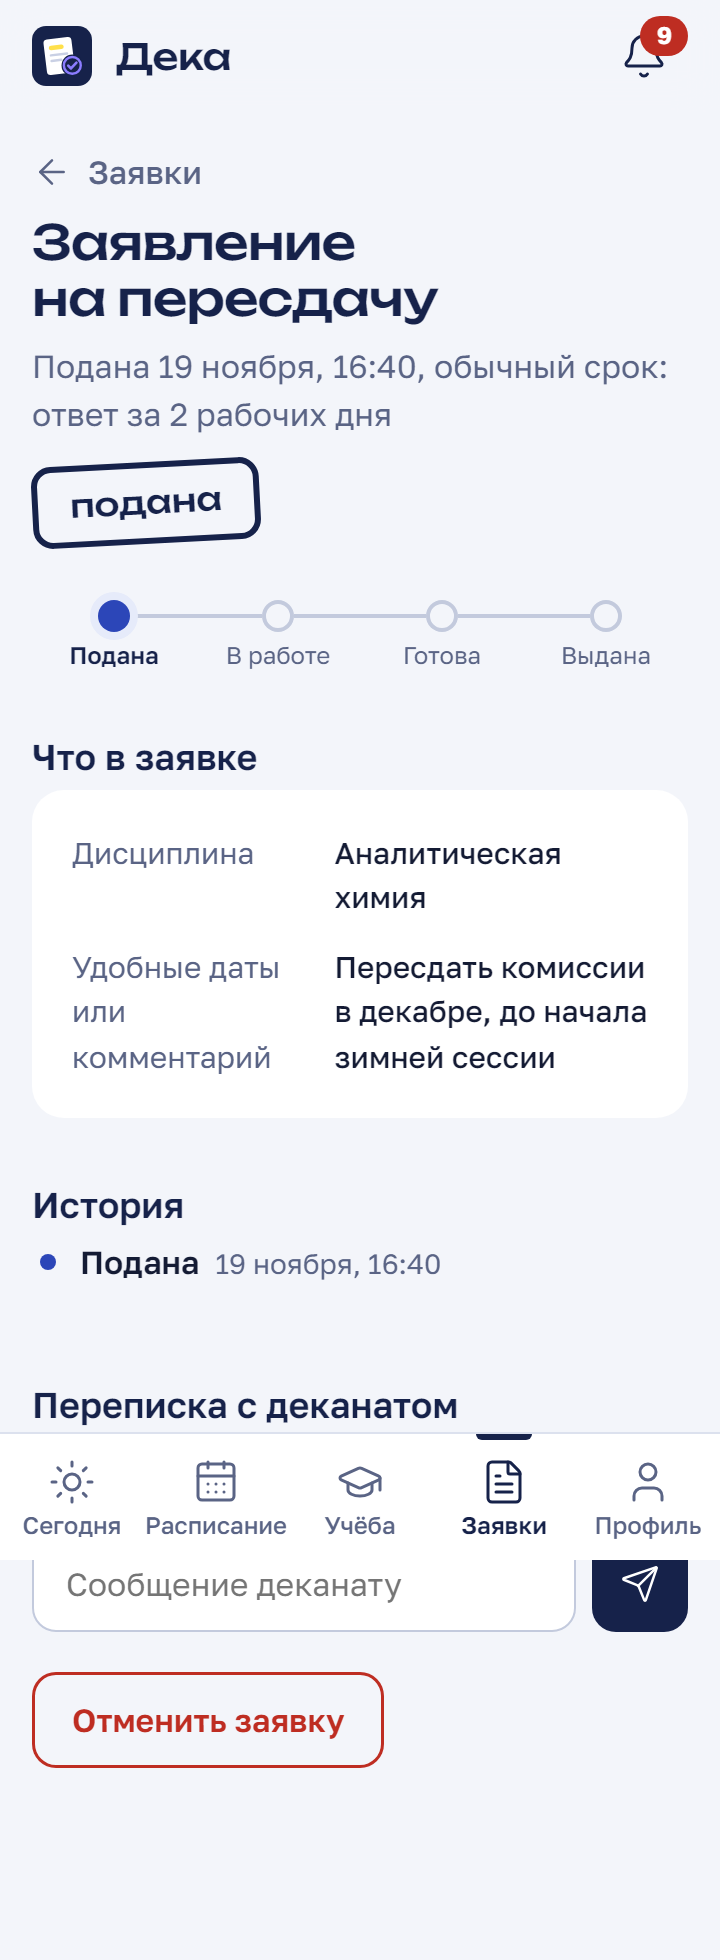 Дека
9
Заявки
Заявление
на пересдачу
Подана 19 ноября, 16:40, обычный срок:
ответ за 2 рабочих дня
подана
Подана
В работе
Готова
Выдана
Что в заявке
Дисциплина
Аналитическая
химия
Удобные даты
или
комментарий
Пересдать комиссии
в декабре, до начала
зимней сессии
История
Подана 19 ноября, 16:40
Переписка с деканатом
Сегодня
Расписание
Учёба
Заявки
Профиль
Сообщение деканату
Отменить заявку